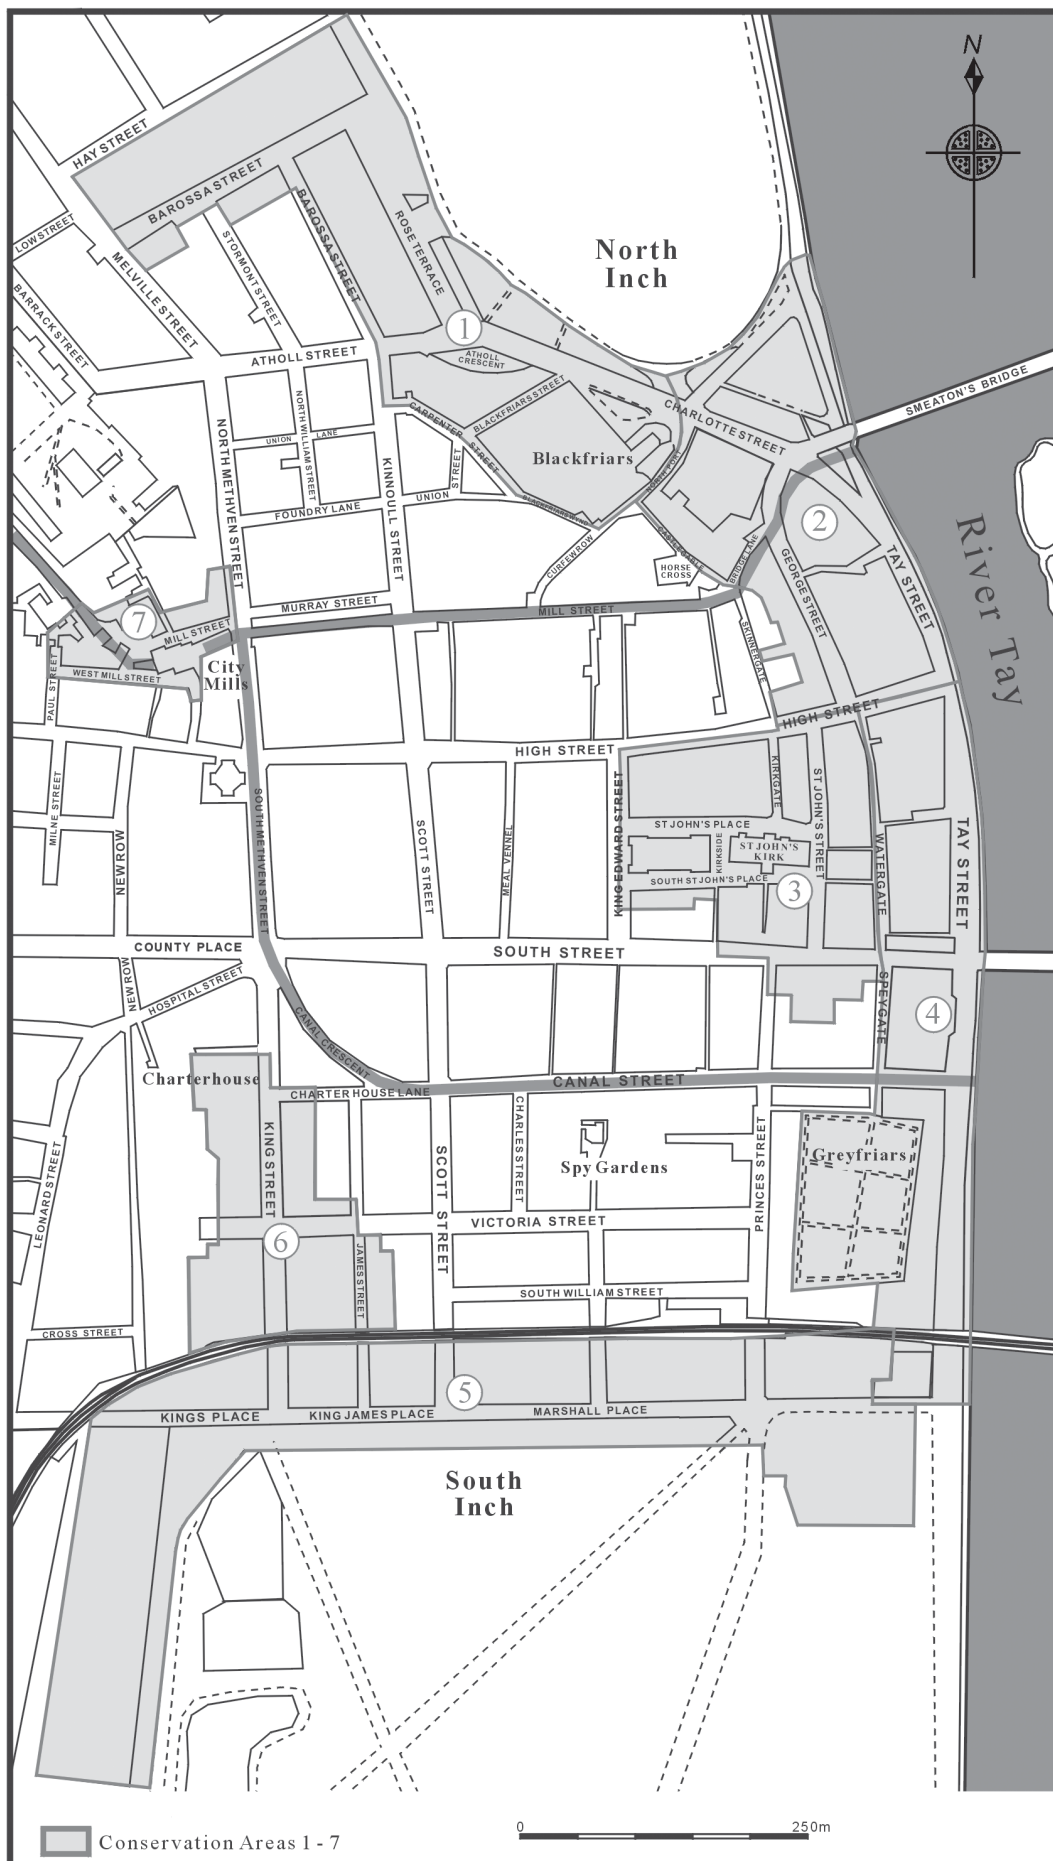 N
HAY STREET
BAROSSA STREET
LOW STREET
STORMONT STREET
BAROSSA STREET
ROSE TERRACE
North
Inch
MELVILLE STREET
BARRACK STREET
1
ATHOLL STREET
ATHOLL
CRESCENT
SMEATON'S BRIDGE
BLACKFRIARS STREET
CHARLOTTE STREET
NORTH METHVEN STREET
NORTH WILLIAM STREET
UNION LANE
CARPENTER STREET
Blackfriars
KINNOULL STREET
UNION STREET
NORTH PORT
BLACKFRIARS WYND
FOUNDRY LANE
2
River Tay
CURFEW ROW
CASTLE GABLE
HORSE
CROSS
BRIDGE LANE
GEORGE STREET
TAY STREET
MURRAY STREET
MILL STREET
7
MILL STREET
SKINNERGATE
City
Mills
WEST MILL STREET
PAUL STREET
HIGH STREET
HIGH STREET
KIRKGATE
ST JOHN'S STREET
MILNE STREET
NEW ROW
SOUTH METHVEN STREET
SCOTT STREET
MEAL VENNEL
KING EDWARD STREET
ST JOHN'S PLACE
KIRKSIDE
ST JOHN'S
KIRK
WATERGATE
TAY STREET
SOUTH ST JOHN'S PLACE
3
COUNTY PLACE
SOUTH STREET
NEW ROW
HOSPITAL STREET
SPEYGATE
4
CANAL CRESCENT
Charterhouse
CANAL STREET
CHARTER HOUSE LANE
KING STREET
CHARLES STREET
PRINCES STREET
Greyfriars
LEONARD STREET
SCOTT STREET
Spy Gardens
VICTORIA STREET
6
JAMES STREET
SOUTH WILLIAM STREET
CROSS STREET
5
KINGS PLACE
KING JAMES PLACE
MARSHALL PLACE
South
Inch
Conservation Areas 1 - 7
0
250m